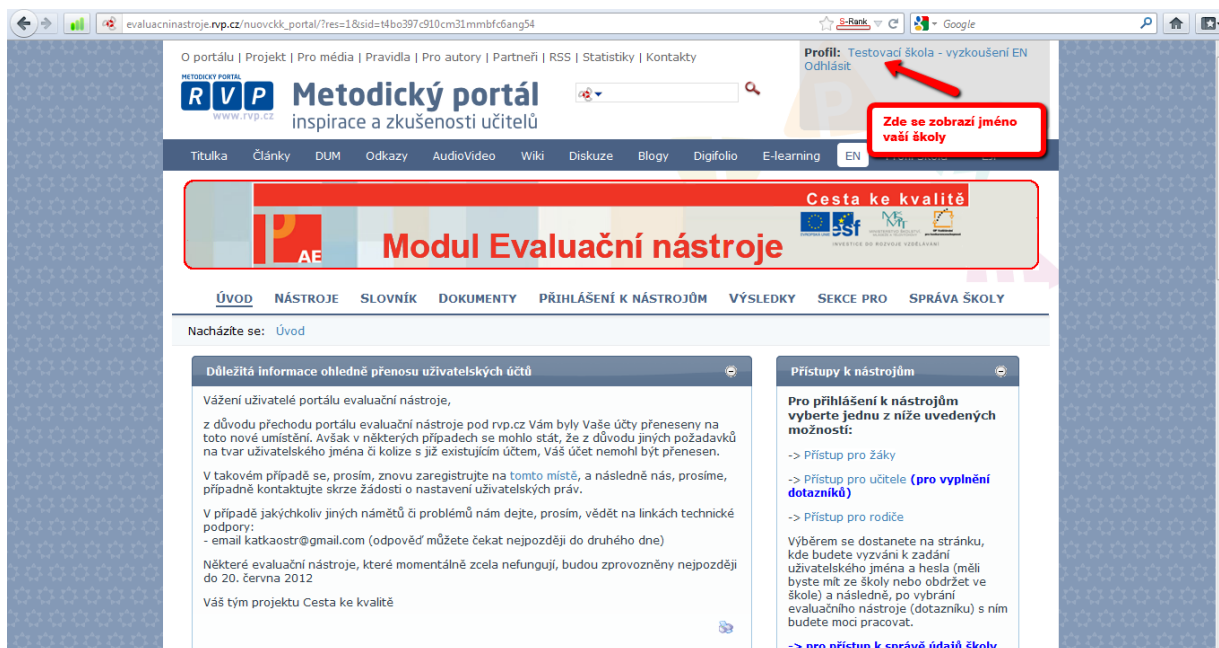 evaluacninastroje.rvp.cz/nuovckk_portal/?res=1&sid=t4bo397c910cm31mmbfc6ang54
S-Rank
Google
O portálu | Projekt | Pro média | Pravidla | Pro autory | Partneři | RSS | Statistiky | Kontakty
Profil: Testovací škola - vyzkoušení EN
Odhlásit
METODICKÝ PORTÁL
RVP
www.rvp.cz
Metodický portál
inspirace a zkušenosti učitelů
Zde se zobrazí jméno
vaší školy
Titulka Články DUM Odkazy AudioVideo Wiki Diskuze Blogy Digifolio E-learning EN
Cesta ke kvalitě
AE
Modul Evaluační nástroje
esf
INVESTICE DO ROZVOJE VZDĚLÁVÁNÍ
ÚVOD NÁSTROJE SLOVNÍK DOKUMENTY PŘIHLÁŠENÍ K NÁSTROJŮM VÝSLEDKY SEKCE PRO SPRÁVA ŠKOLY
Nacházíte se: Úvod
Důležitá informace ohledně přenosu uživatelských účtů
Vážení uživatelé portálu evaluační nástroje,
z důvodu přechodu portálu evaluační nástroje pod rvp.cz Vám byly Vaše účty přeneseny na
toto nové umístění. Avšak v některých případech se mohlo stát, že z důvodu jiných požadavků
na tvar uživatelského jména či kolize s již existujícím účtem, Váš účet nemohl být přenesen.
V takovém případě se, prosím, znovu zaregistrujte na tomto místě, a následně nás, prosíme,
případně kontaktujte skrze žádosti o nastavení uživatelských práv.
V případě jakýchkoliv jiných námětů či problémů nám dejte, prosím, vědět na linkách technické
podpory:
- email katkaostr@gmail.com (odpověď můžete čekat nejpozději do druhého dne)
Některé evaluační nástroje, které momentálně zcela nefungují, budou zprovozněny nejpozději
do 20. června 2012
Váš tým projektu Cesta ke kvalitě
Přístupy k nástrojům
Pro přihlášení k nástrojům
vyberte jednu z níže uvedených
možností:
-> Přístup pro žáky
-> Přístup pro učitele (pro vyplnění
dotazníků)
-> Přístup pro rodiče
Výběrem se dostanete na stránku,
kde budete vyzváni k zadání
uživatelského jména a hesla (měli
byste mít ze školy nebo obdržet ve
škole) a následně, po vybrání
evaluačního nástroje (dotazníku) s ním
budete moci pracovat.
-> pro přístup k správě údajů školy